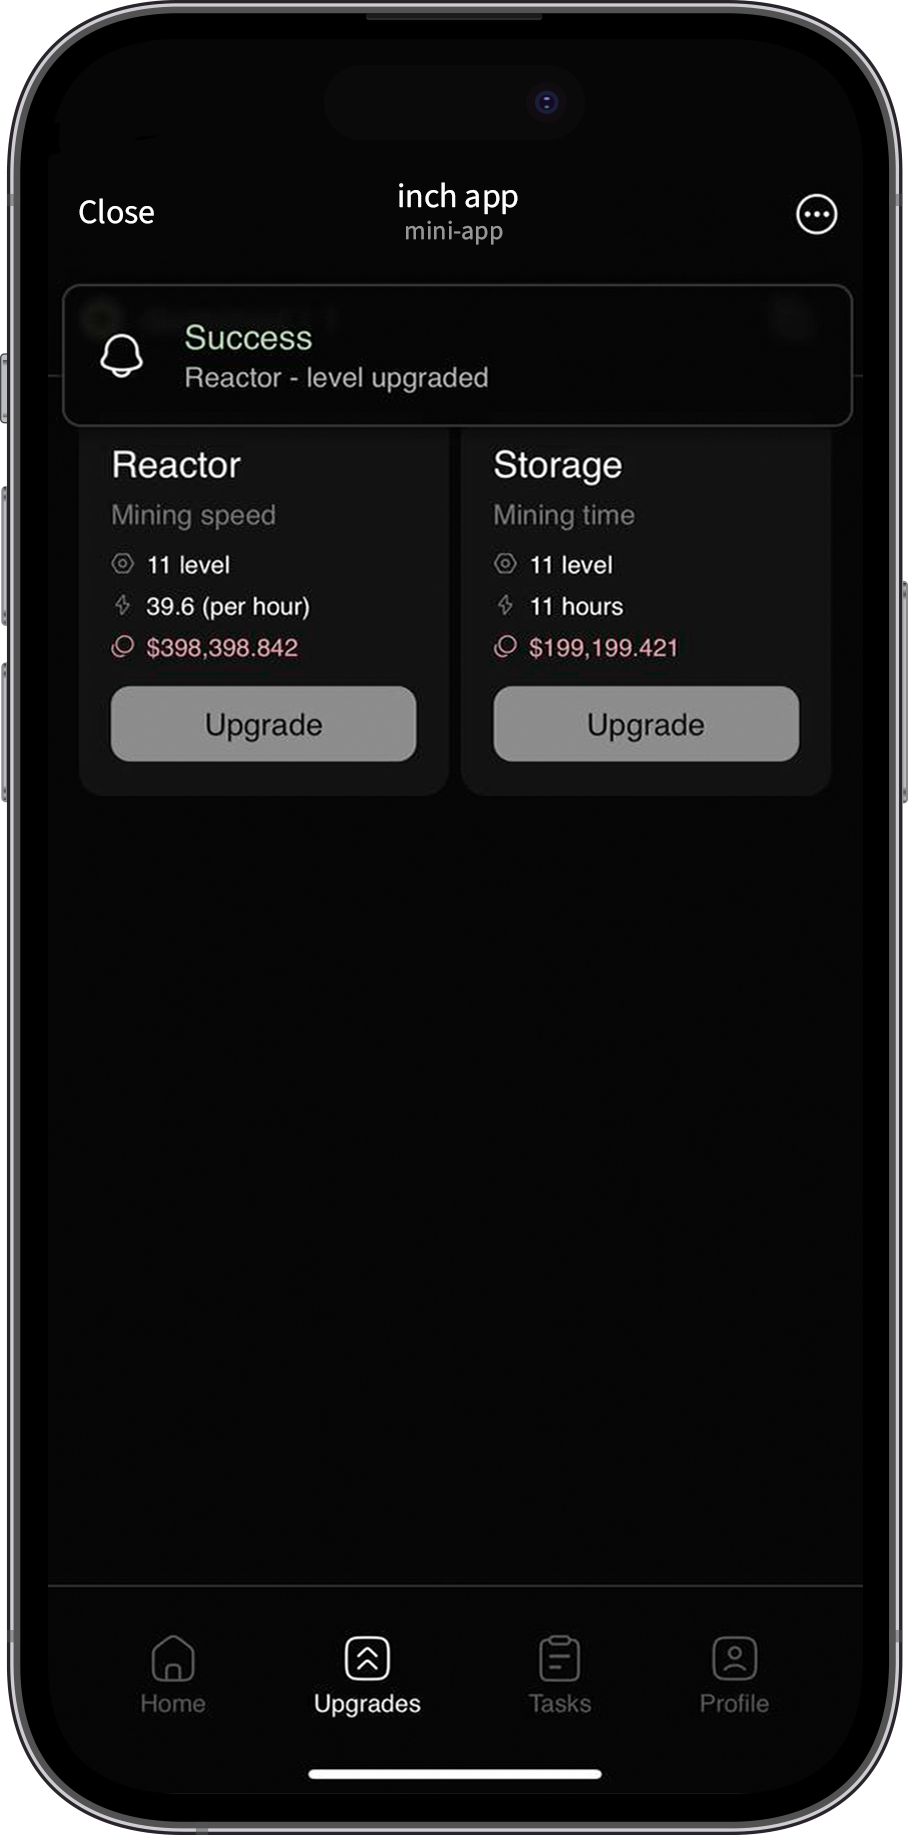 Close
inch app
mini-app
Success
Reactor - level upgraded
Reactor
Mining speed
11 level
39.6 (per hour)
$398,398.842
Upgrade
Storage
Mining time
11 level
11 hours
$199,199.421
Upgrade
Home
Upgrades
Tasks
Profile